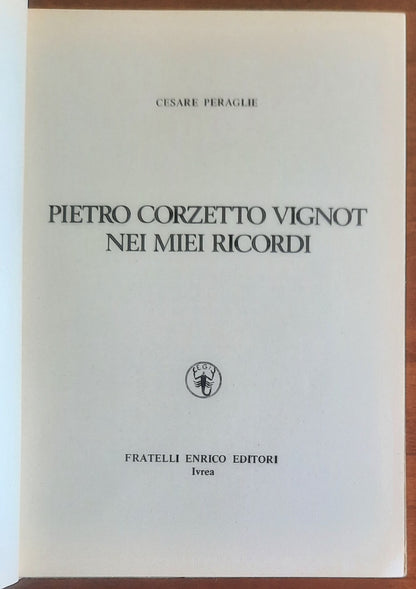 CESARE PERAGLIE
PIETRO CORZETTO VIGNOT
NEI MIEI RICORDI
FRATELLI ENRICO EDITORI
Ivrea